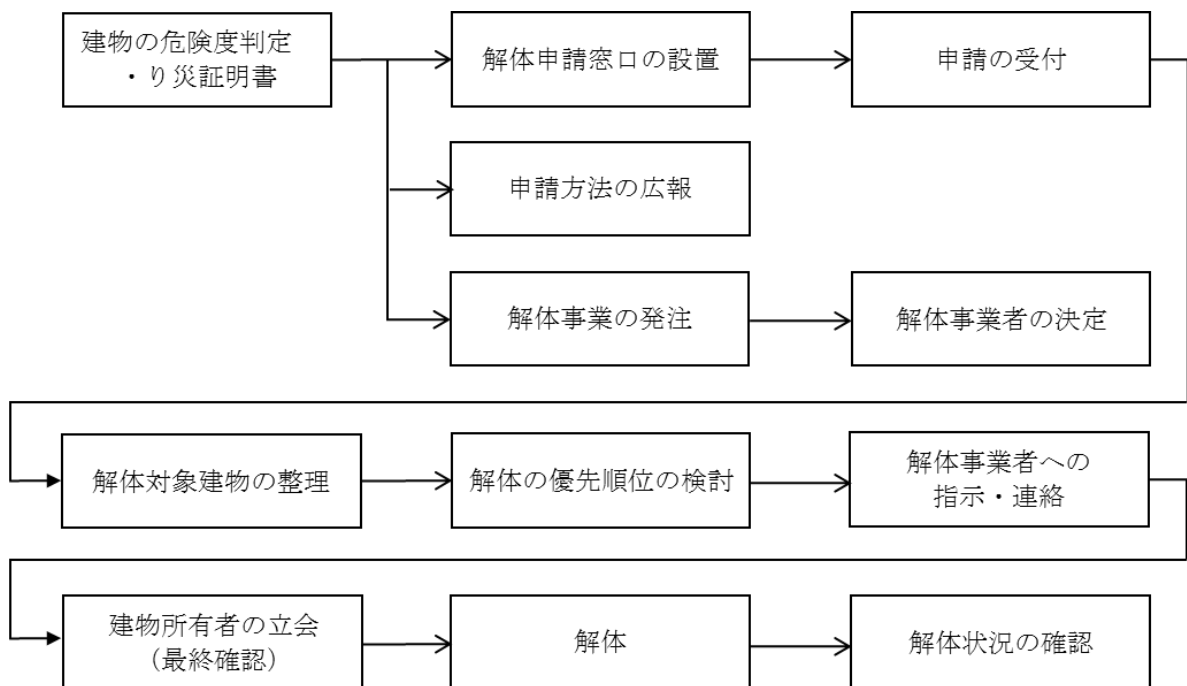 建物の危険度判定
・り災証明書
解体申請窓口の設置
申請の受付
申請方法の広報
解体事業の発注
解体事業者の決定
解体対象建物の整理
解体の優先順位の検討
解体事業者への
指示・連絡
建物所有者の立会
（最終確認）
解体
解体状況の確認